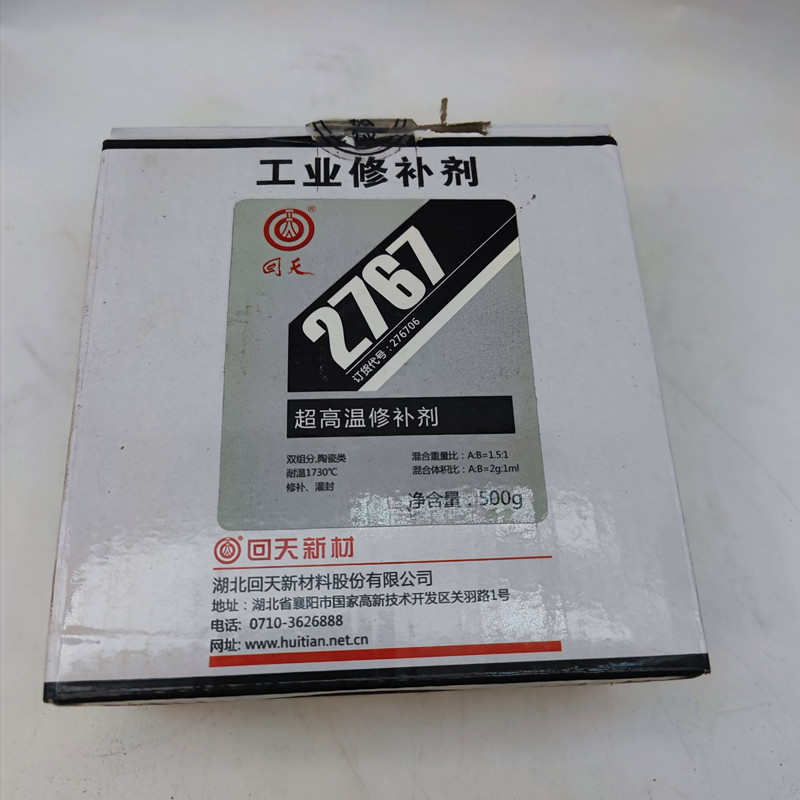 工业修补剂
®
回天
2767
订货代号：276706
超高温修补剂
双组分,陶瓷类
耐温1730℃
修补、灌封
混合重量比：A:B=1.5:1
混合体积比：A:B=2g:1ml
净含量：500g
回天新材
湖北回天新材料股份有限公司
地址：湖北省襄阳市国家高新技术开发区关羽路1号
电话: 0710-3626888
网址: www.huitian.net.cn